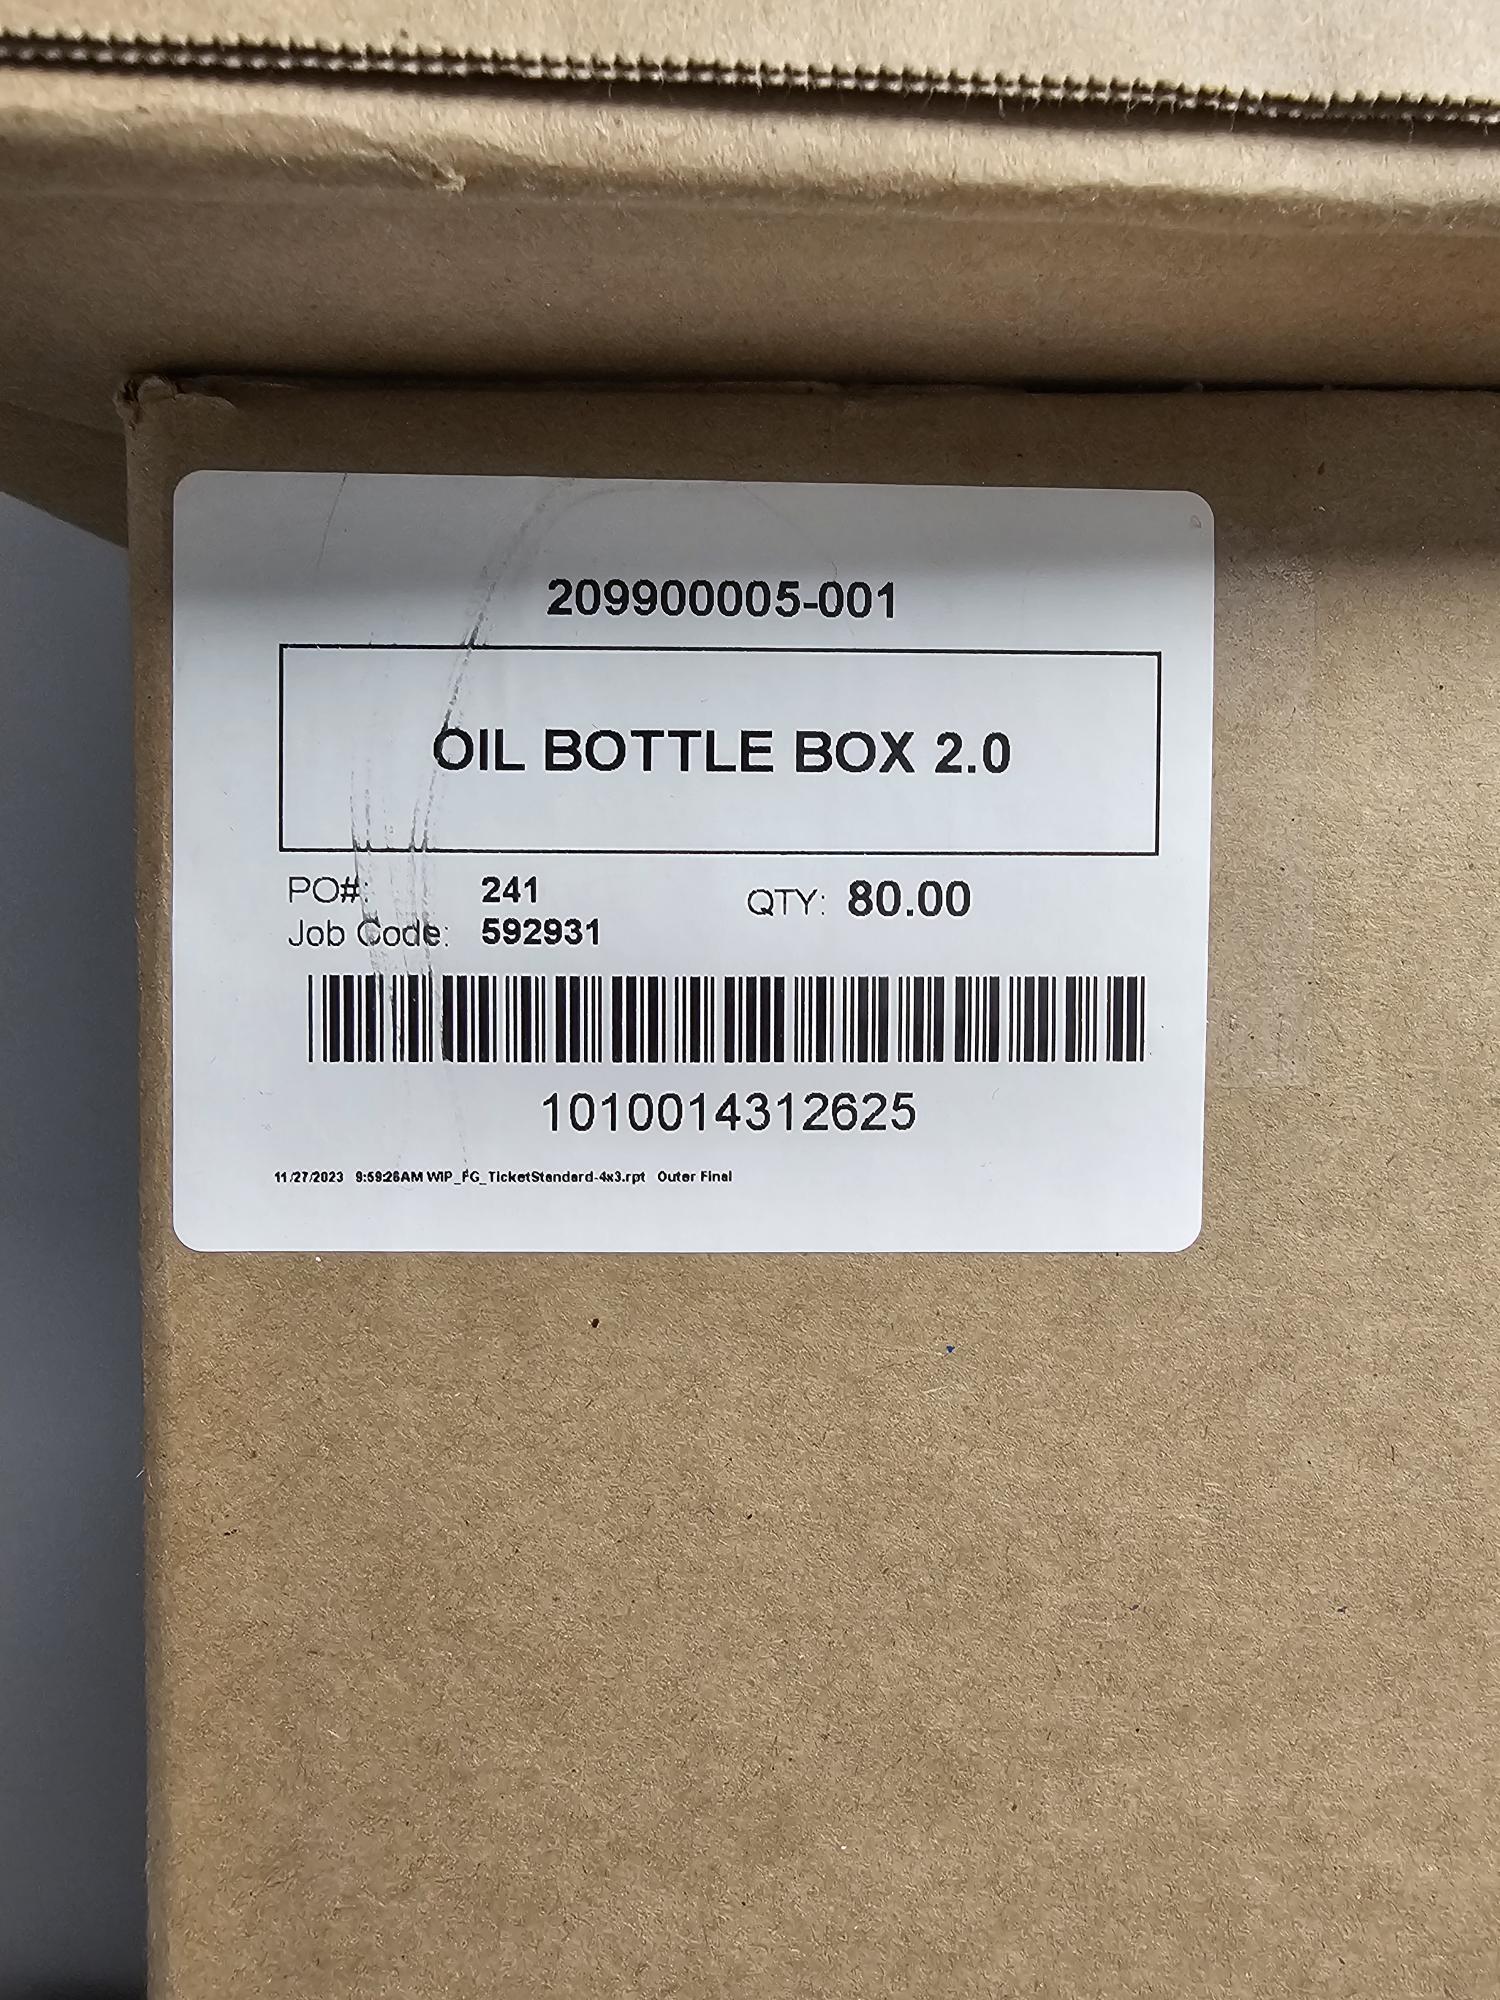 209900005-001
OIL BOTTLE BOX 2.0
PO#: 241 QTY: 80.00
Job Code: 592931
1010014312625
11/27/2023 9:59:26AM WIP_FG_TicketStandard-4x3.rpt Outer Final